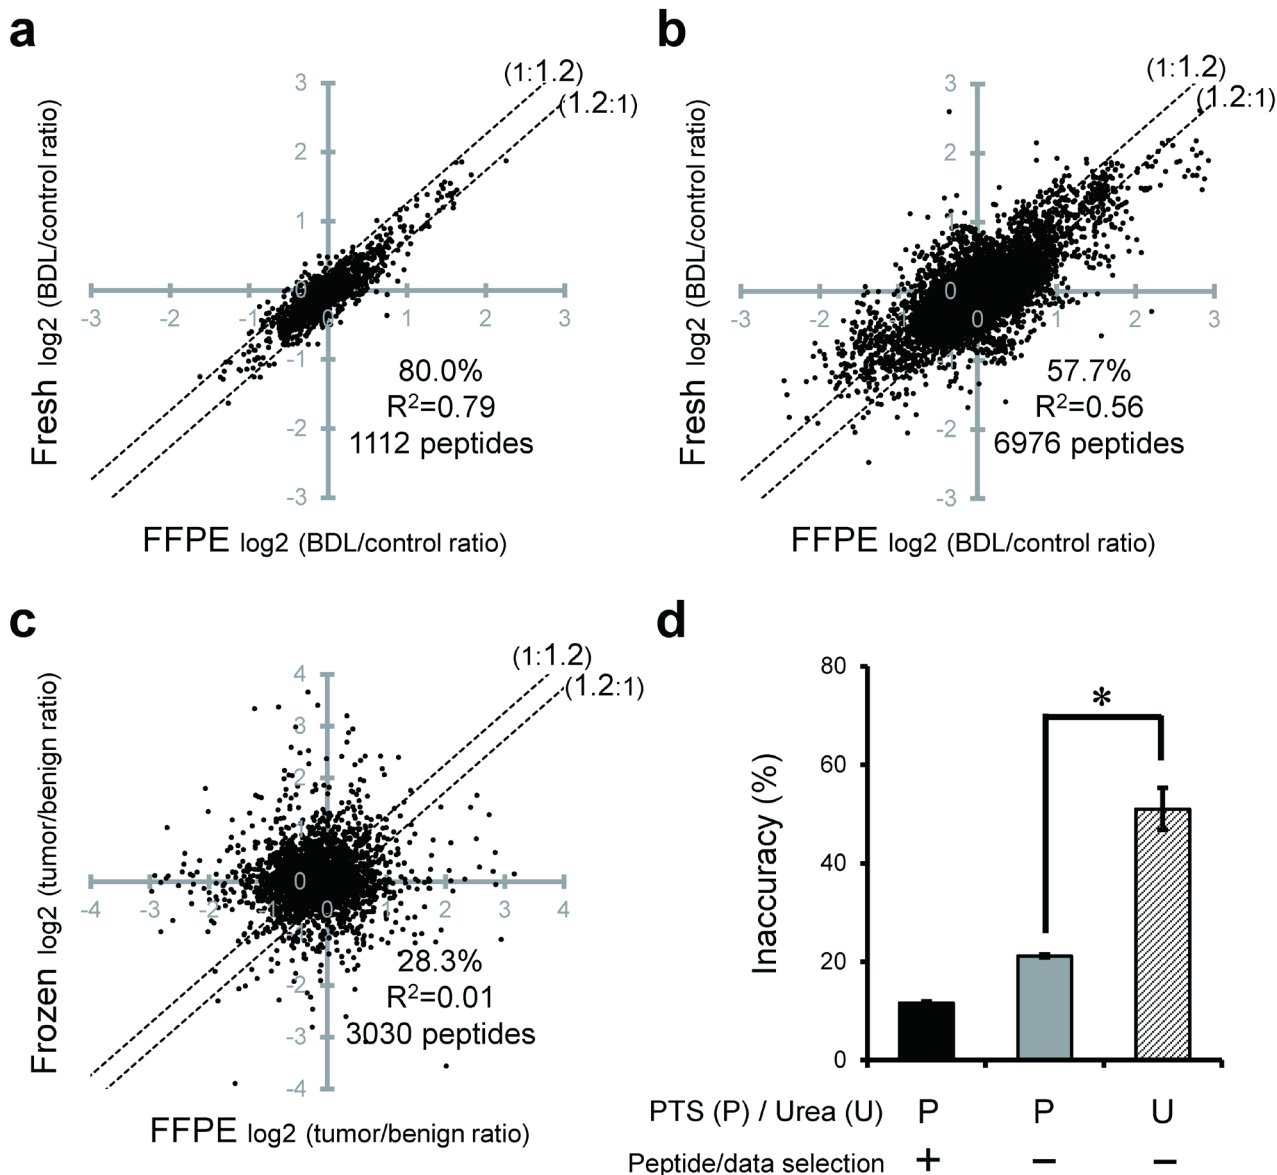 a
(1:1.2)
(1.2:1)
3
2
1
0
-3 -2 -1 0 1 2 3
-1
-2
-3
80.0%
R²=0.79
1112 peptides
Fresh log2 (BDL/control ratio)
FFPE log2 (BDL/control ratio)
b
(1:1.2)
(1.2:1)
3
2
1
0
-3 -2 -1 0 1 2 3
-1
-2
-3
57.7%
R²=0.56
6976 peptides
Fresh log2 (BDL/control ratio)
FFPE log2 (BDL/control ratio)
c
(1:1.2)
(1.2:1)
4
3
2
1
0
-4 -3 -2 -1 0 1 2 3 4
-2
-3
-4
28.3%
R²=0.01
3030 peptides
Frozen log2 (tumor/benign ratio)
FFPE log2 (tumor/benign ratio)
d
80
60
40
20
0
*
Inaccuracy (%)
PTS (P) / Urea (U) P P U
Peptide/data selection + − −